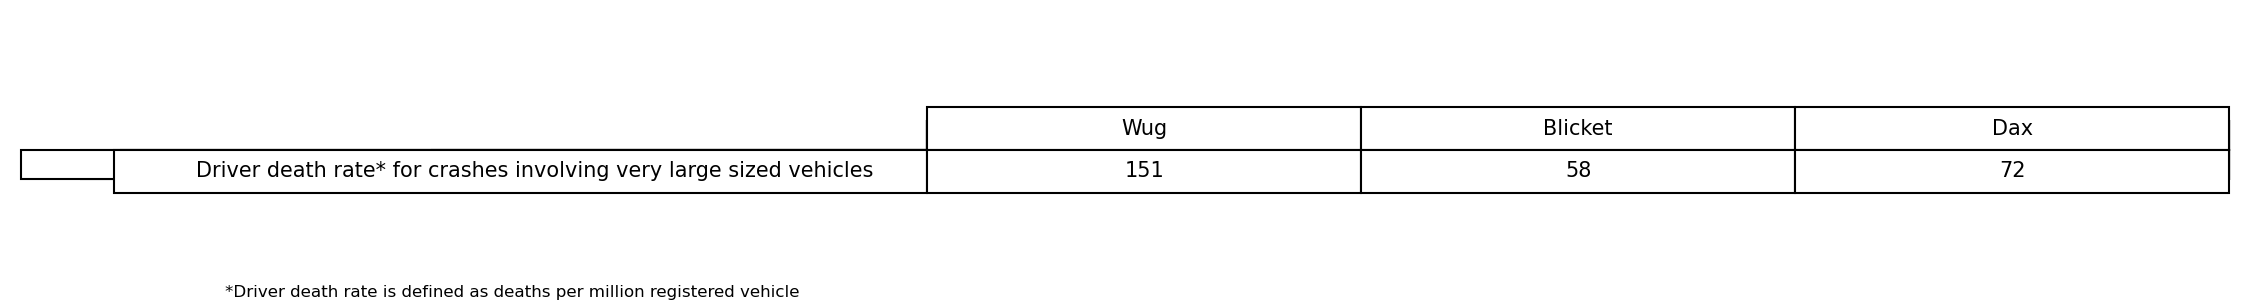 Wug Blicket Dax
Driver death rate* for crashes involving very large sized vehicles 151 58 72
*Driver death rate is defined as deaths per million registered vehicle